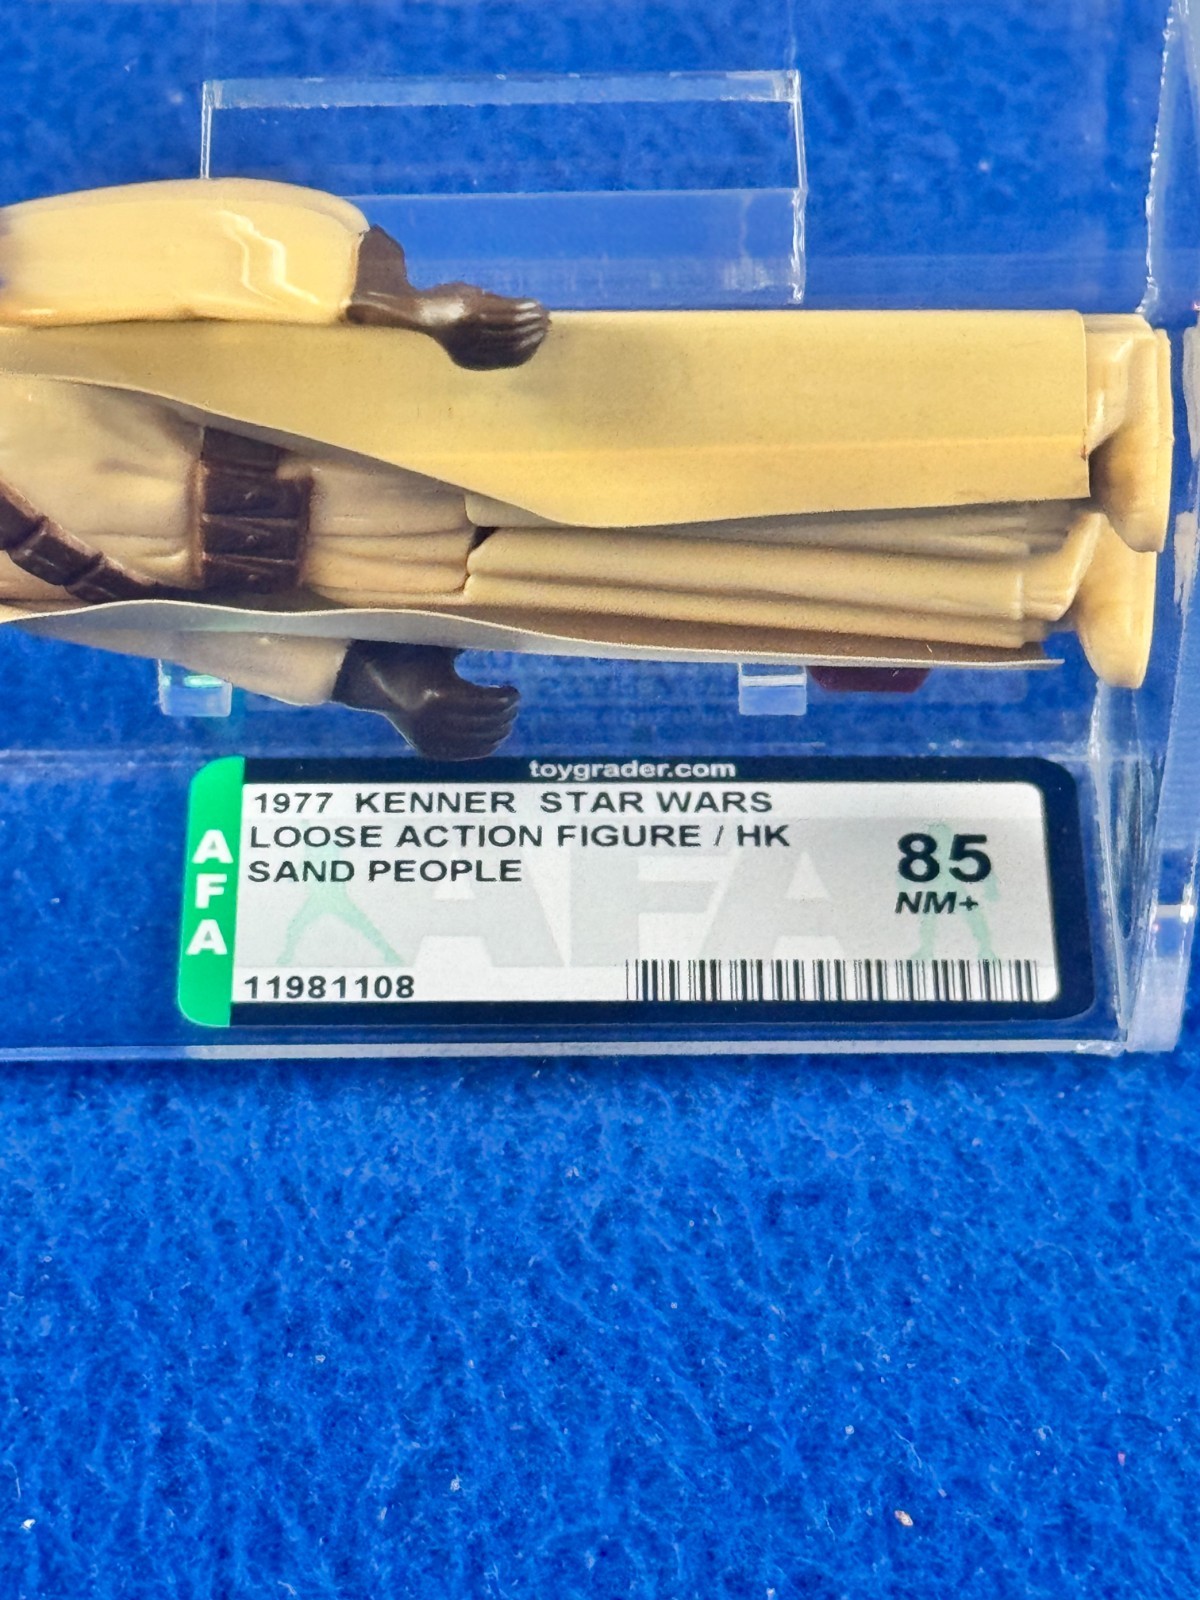 toygrader.com
1977 KENNER STAR WARS
LOOSE ACTION FIGURE / HK
SAND PEOPLE
85
NM+
AFA
AFA
11981108